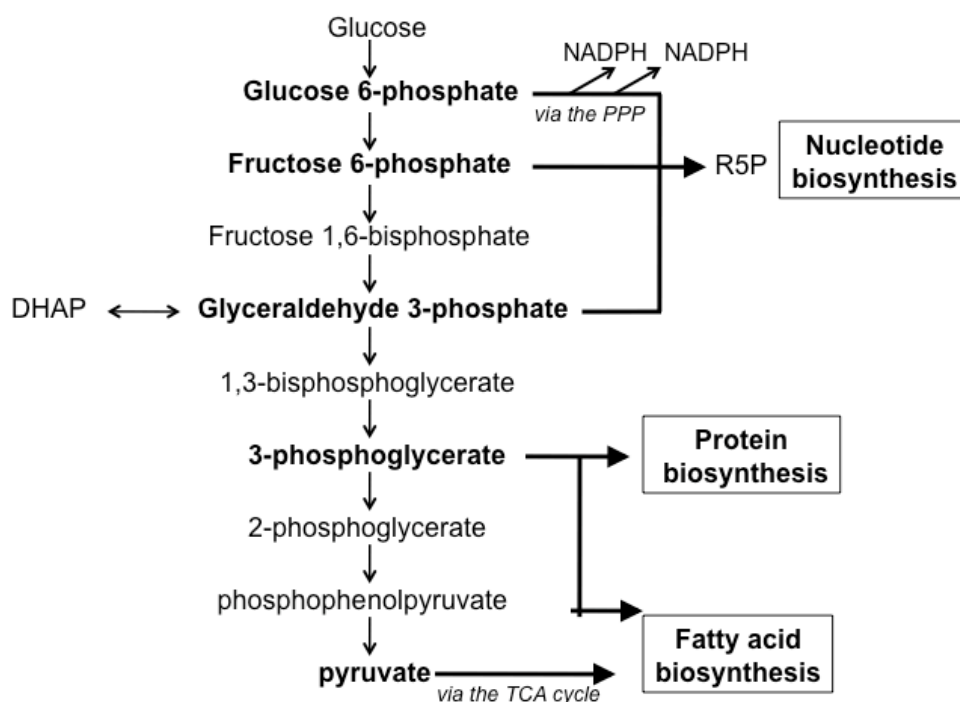 Glucose
NADPH NADPH
Glucose 6-phosphate
via the PPP
Fructose 6-phosphate
R5P
Nucleotide
biosynthesis
Fructose 1,6-bisphosphate
DHAP
Glyceraldehyde 3-phosphate
1,3-bisphosphoglycerate
3-phosphoglycerate
Protein
biosynthesis
2-phosphoglycerate
phosphophenolpyruvate
Fatty acid
biosynthesis
pyruvate
via the TCA cycle